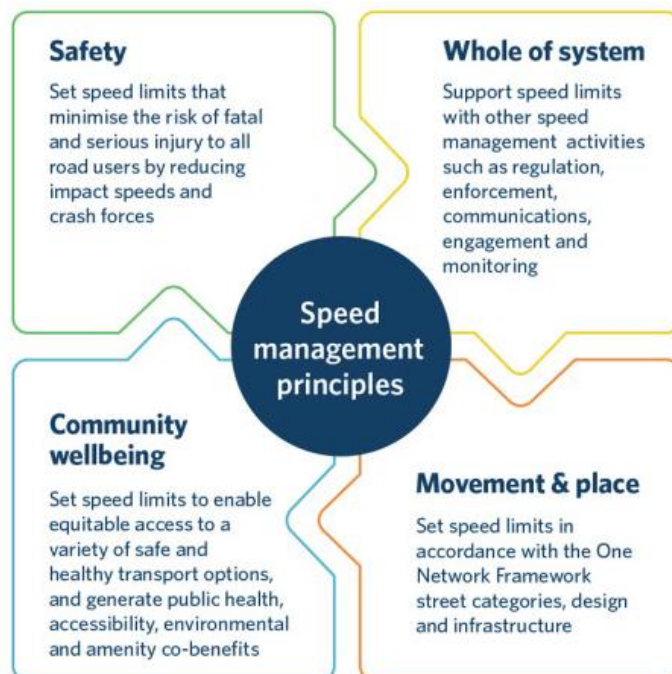 Safety
Set speed limits that
minimise the risk of fatal
and serious injury to all
road users by reducing
impact speeds and
crash forces
Whole of system
Support speed limits
with other speed
management activities
such as regulation,
enforcement,
communications,
engagement and
monitoring
Speed
management
principles
Community
wellbeing
Set speed limits to enable
equitable access to a
variety of safe and
healthy transport options,
and generate public health,
accessibility, environmental
and amenity co-benefits
Movement & place
Set speed limits in
accordance with the One
Network Framework
street categories, design
and infrastructure